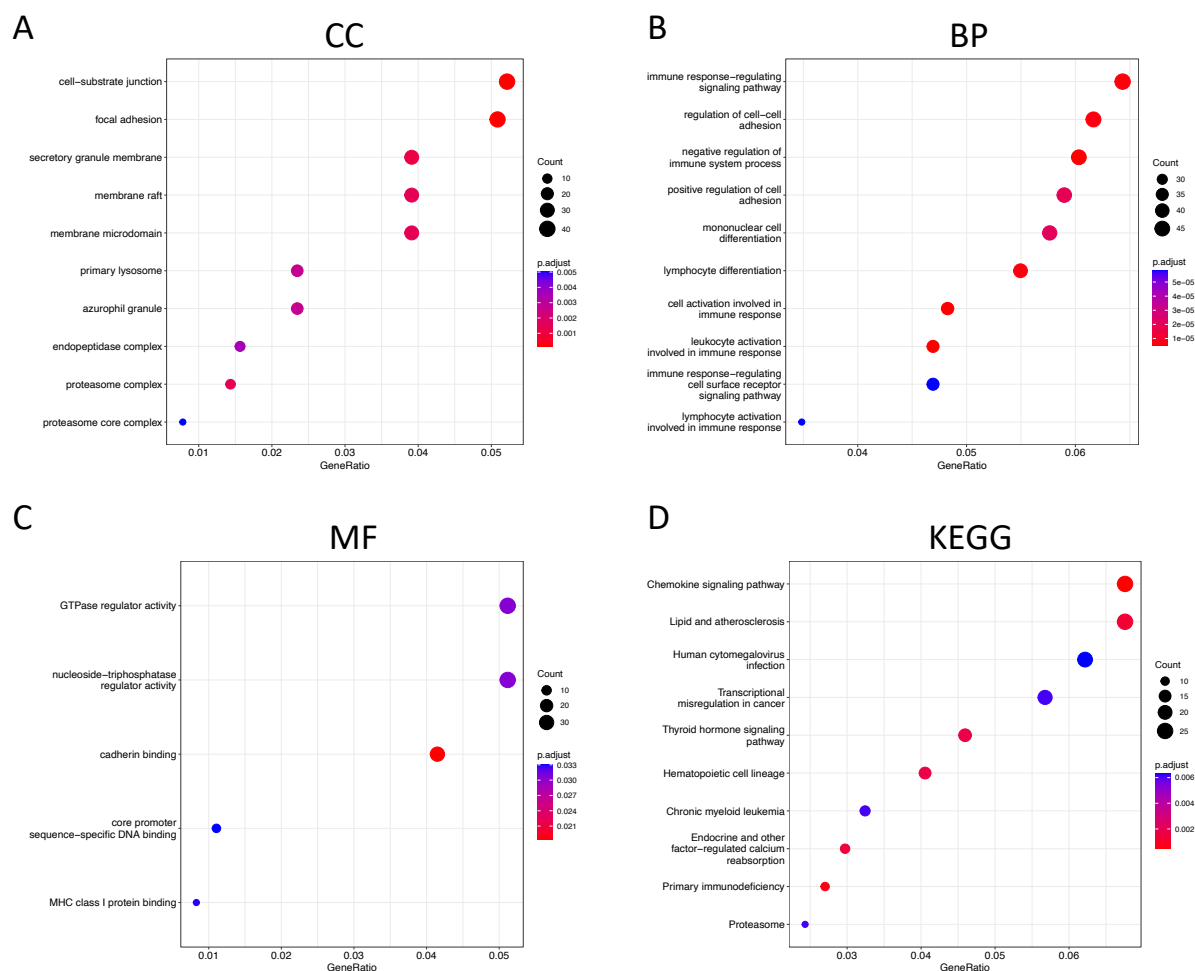 A
CC
cell−substrate junction
focal adhesion
secretory granule membrane
membrane raft
membrane microdomain
primary lysosome
azurophil granule
endopeptidase complex
proteasome complex
proteasome core complex
0.01 0.02 0.03 0.04 0.05
GeneRatio
Count
10
20
30
40
p.adjust
0.005
0.004
0.003
0.002
0.001
B
BP
immune response−regulating
signaling pathway
regulation of cell−cell
adhesion
negative regulation of
immune system process
positive regulation of cell
adhesion
mononuclear cell
differentiation
lymphocyte differentiation
cell activation involved in
immune response
leukocyte activation
involved in immune response
immune response−regulating
cell surface receptor
signaling pathway
lymphocyte activation
involved in immune response
0.04 0.05 0.06
GeneRatio
Count
30
35
40
45
p.adjust
5e−05
4e−05
3e−05
2e−05
1e−05
C
MF
GTPase regulator activity
nucleoside−triphosphatase
regulator activity
cadherin binding
core promoter
sequence−specific DNA binding
MHC class I protein binding
0.01 0.02 0.03 0.04 0.05
GeneRatio
Count
10
20
30
p.adjust
0.033
0.030
0.027
0.024
0.021
D
KEGG
Chemokine signaling pathway
Lipid and atherosclerosis
Human cytomegalovirus
infection
Transcriptional
misregulation in cancer
Thyroid hormone signaling
pathway
Hematopoietic cell lineage
Chronic myeloid leukemia
Endocrine and other
factor−regulated calcium
reabsorption
Primary immunodeficiency
Proteasome
0.03 0.04 0.05 0.06
GeneRatio
Count
10
15
20
25
p.adjust
0.006
0.004
0.002